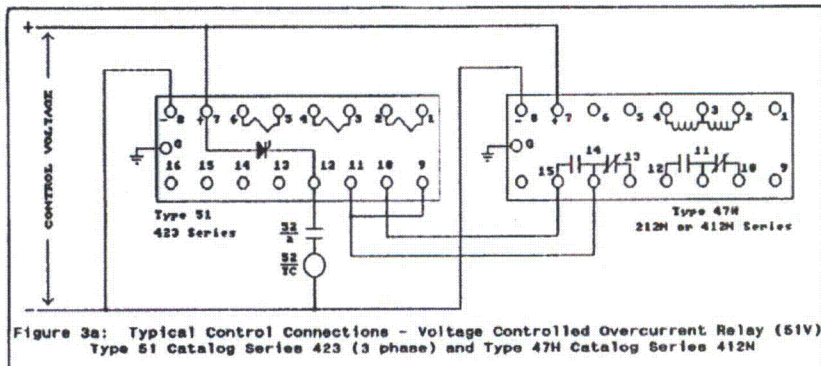 +
CONTROL VOLTAGE
-
- 8 + 7 6 5 4 3 2 1
G
16 15 14 13 12 11 10 9
Type 51
423 Series
52
a
52
TC
- 8 + 7 6 5 4 3 2 1
G
15 14 13 12 11 10 9
Type 47H
212H or 412H Series
Figure 3a: Typical Control Connections - Voltage Controlled Overcurrent Relay (51V)
Type 51 Catalog Series 423 (3 phase) and Type 47H Catalog Series 412H